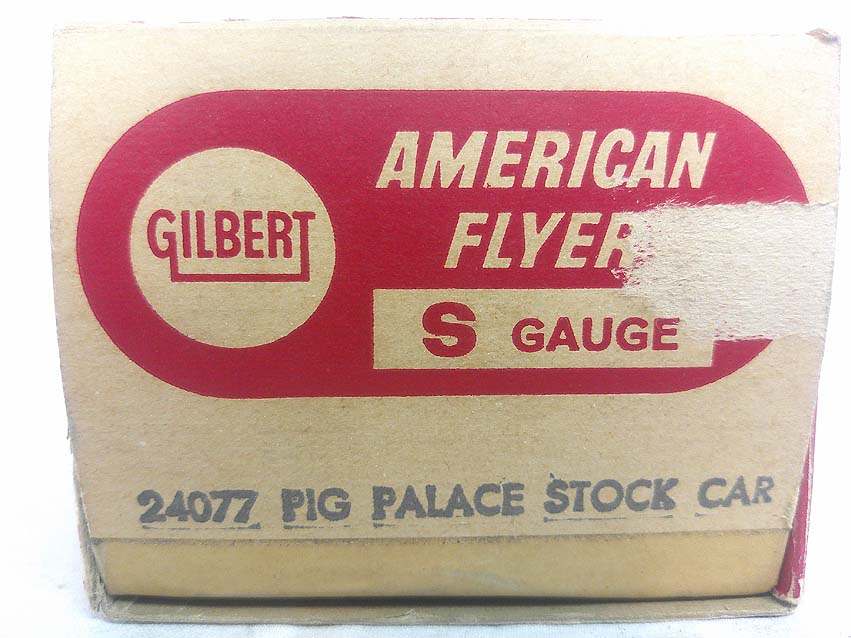 GILBERT
AMERICAN
FLYER
S GAUGE
24077 PIG PALACE STOCK CAR